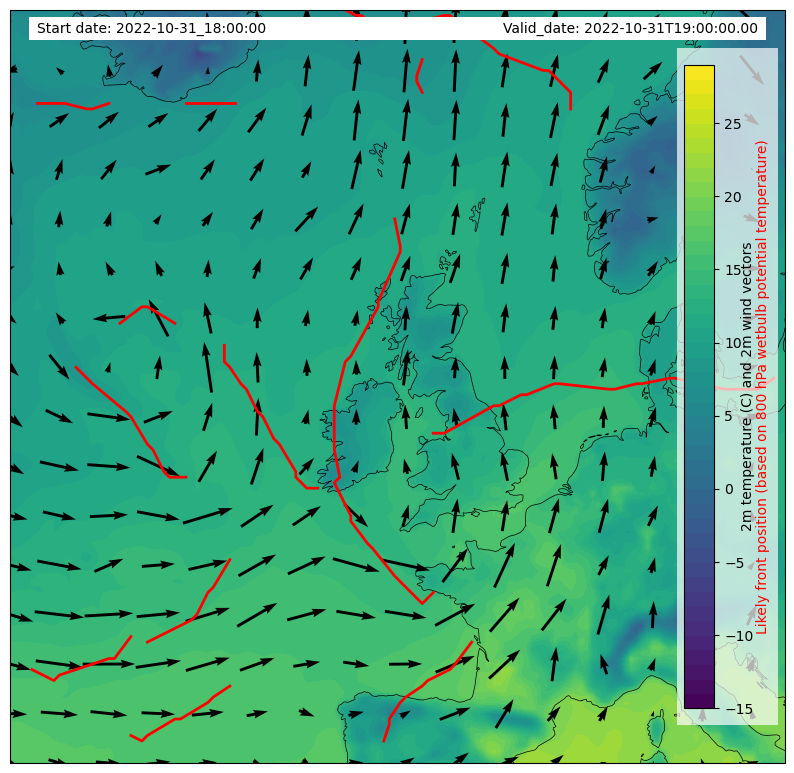 Start date: 2022-10-31_18:00:00
Valid_date: 2022-10-31T19:00:00.00
25
20
15
10
5
0
−5
−10
−15
2m temperature (C) and 2m wind vectors
Likely front position (based on 800 hPa wetbulb potential temperature)